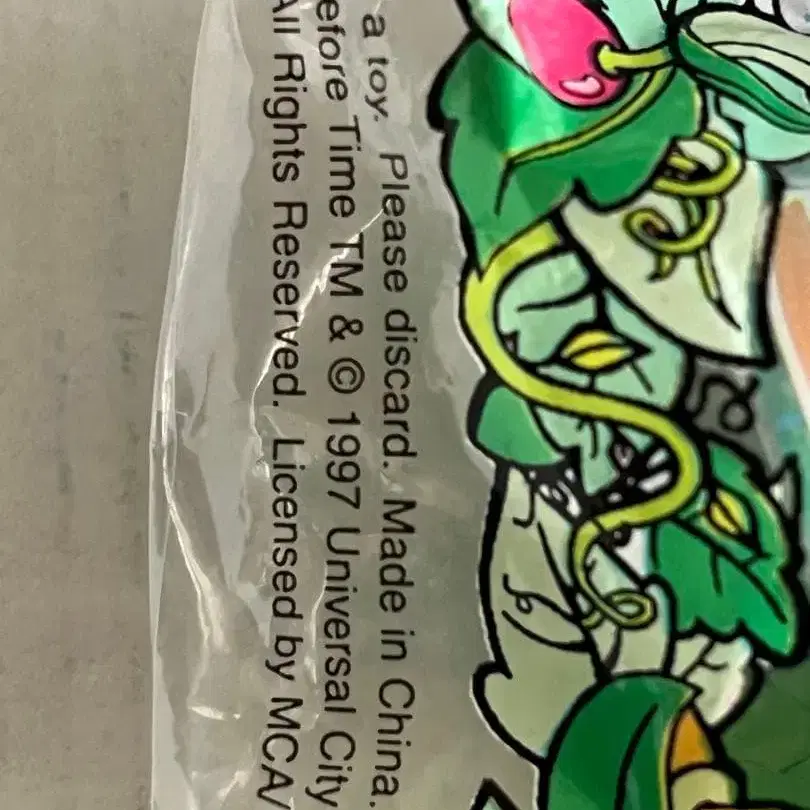 a toy. Please discard. Made in China.
efore Time TM & © 1997 Universal City
All Rights Reserved. Licensed by MCA/